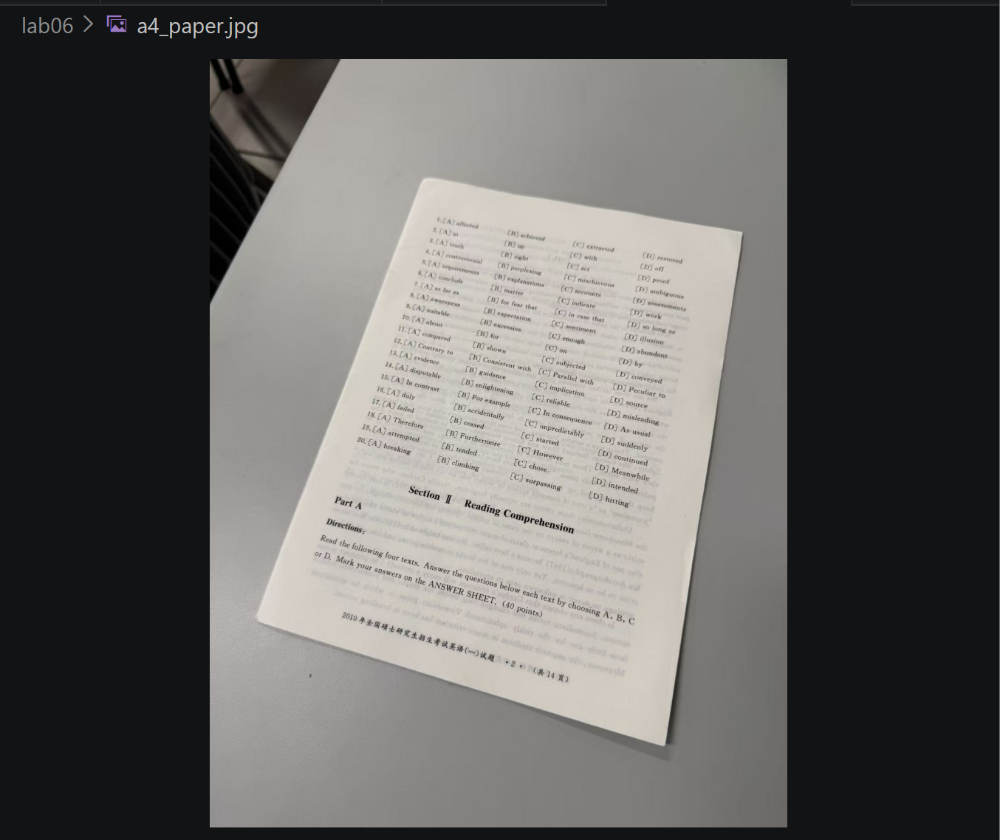 lab06 > a4_paper.jpg
1. [A] affected [B] achieved [C] extracted [D] restored
2. [A] at [B] up [C] with [D] off
3. [A] truth [B] sight [C] act [D] proof
4. [A] controversial [B] perplexing [C] mischievous [D] ambiguous
5. [A] requirements [B] explanations [C] accounts [D] assessments
6. [A] conclude [B] matter [C] indicate [D] work
7. [A] as far as [B] for fear that [C] in case that [D] so long as
8. [A] awareness [B] expectation [C] sentiment [D] illusion
9. [A] suitable [B] excessive [C] enough [D] abundant
10. [A] about [B] for [C] on [D] by
11. [A] compared [B] shown [C] subjected [D] conveyed
12. [A] Contrary to [B] Consistent with [C] Parallel with [D] Peculiar to
13. [A] evidence [B] guidance [C] implication [D] source
14. [A] disputable [B] enlightening [C] reliable [D] misleading
15. [A] In contrast [B] For example [C] In consequence [D] As usual
16. [A] duly [B] accidentally [C] unpredictably [D] suddenly
17. [A] failed [B] ceased [C] started [D] continued
18. [A] Therefore [B] Furthermore [C] However [D] Meanwhile
19. [A] attempted [B] tended [C] chose [D] intended
20. [A] breaking [B] climbing [C] surpassing [D] hitting
Section Ⅱ Reading Comprehension
Part A
Directions:
Read the following four texts. Answer the questions below each text by choosing A, B, C
or D. Mark your answers on the ANSWER SHEET. (40 points)
2010年全国硕士研究生招生考试英语(一)试题 ·2· (共14页)